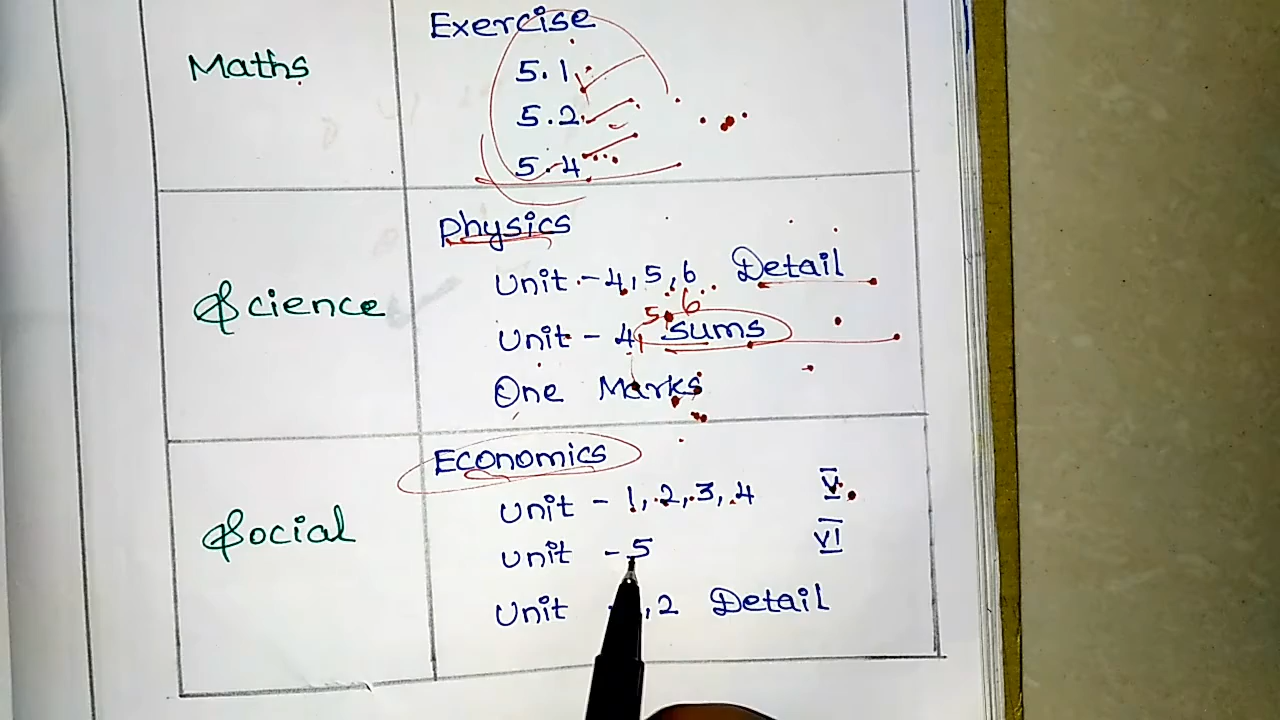 Maths
Exercise
5.1
5.2
5.4
Science
Physics
Unit - 4, 5, 6 Detail
5 6
Unit - 4, sums
One Marks
Social
Economics
Unit - 1, 2, 3, 4 V
Unit - 5 VI
Unit , 2 Detail